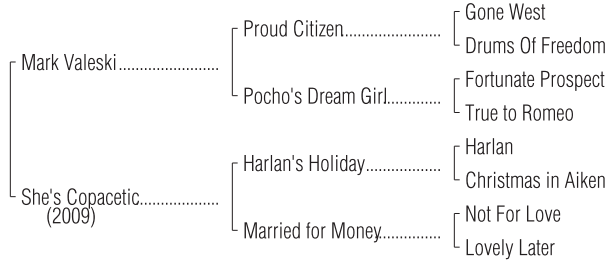 Gone West
Proud Citizen
Drums Of Freedom
Mark Valeski
Fortunate Prospect
Pocho's Dream Girl
True to Romeo
Harlan
Harlan's Holiday
Christmas in Aiken
She's Copacetic
(2009)
Not For Love
Married for Money
Lovely Later